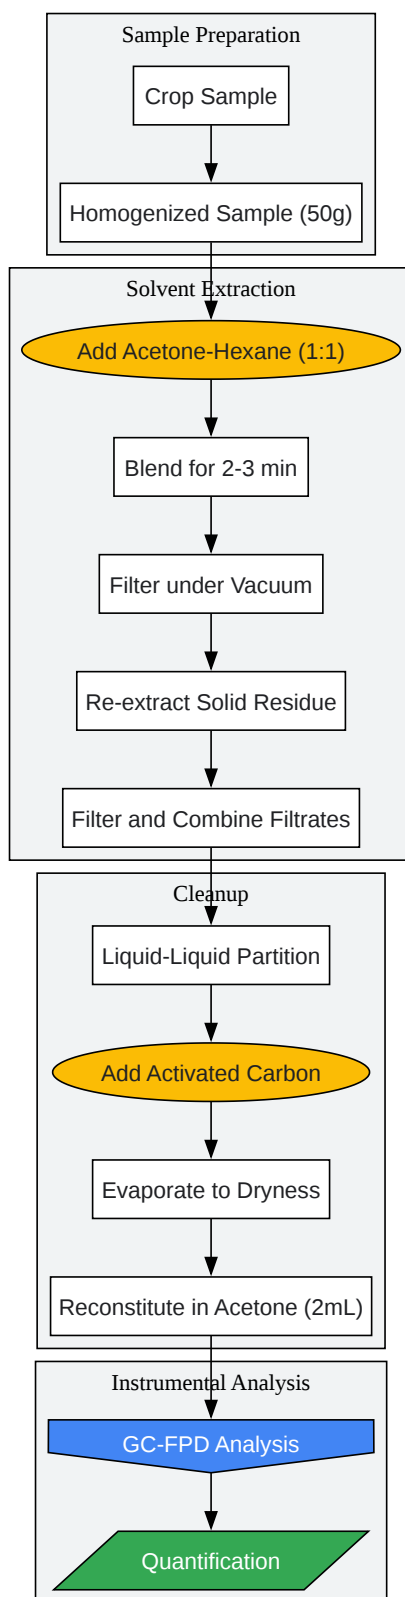 Sample Preparation
Crop Sample
Homogenized Sample (50g)
Solvent Extraction
Add Acetone-Hexane (1:1)
Blend for 2-3 min
Filter under Vacuum
Re-extract Solid Residue
Filter and Combine Filtrates
Cleanup
Liquid-Liquid Partition
Add Activated Carbon
Evaporate to Dryness
Reconstitute in Acetone (2mL)
Instrumental Analysis
GC-FPD Analysis
Quantification